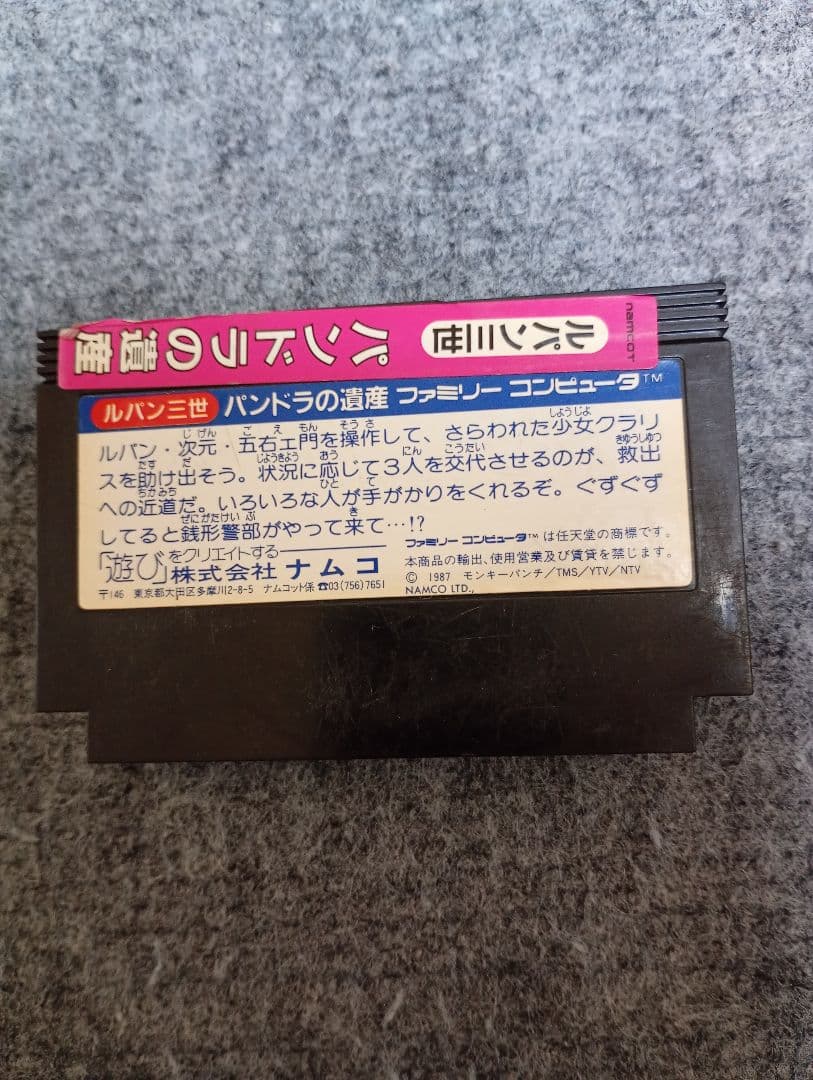 namcoT
ルパン三世
パンドラの遺産
ルパン三世 パンドラの遺産 ファミリー コンピュータ™
ルパン・次元・五右ェ門を操作して、さらわれた少女クラリ
スを助け出そう。状況に応じて3人を交代させるのが、救出
への近道だ。いろいろな人が手がかりをくれるぞ。ぐずぐず
してると銭形警部がやって来て…!?
ファミリー コンピュータ™は任天堂の商標です。
「遊び」をクリエイトする
株式会社 ナムコ
本商品の輸出、使用営業及び賃貸を禁じます。
〒146 東京都大田区多摩川2-8-5 ナムコット係 ☎03(756)7651
© 1987 モンキーパンチ/TMS/YTV/NTV
NAMCO LTD.,